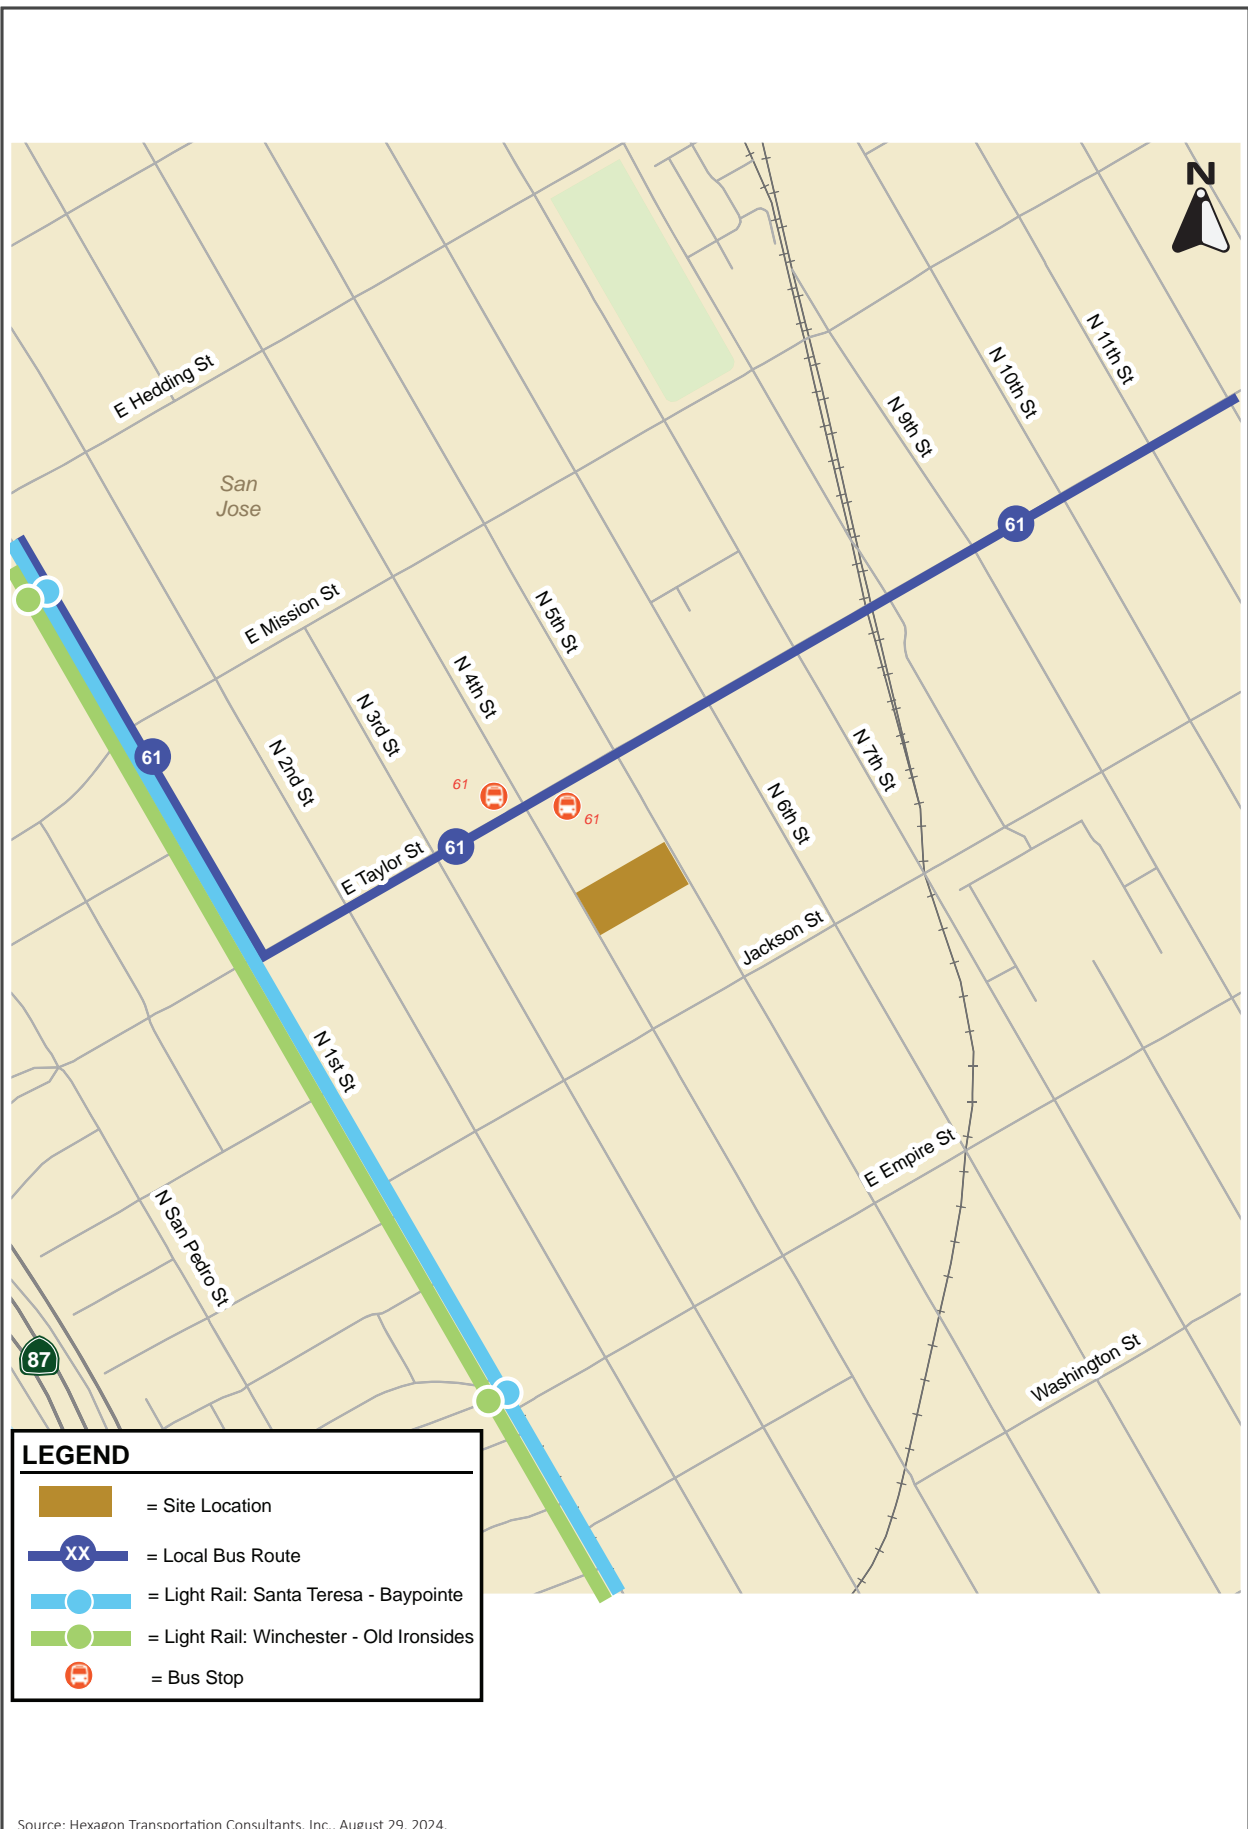 N
N 11th St
N 10th St
E Hedding St
N 9th St
San
Jose
61
E Mission St
N 5th St
N 4th St
N 3rd St
61
N 2nd St
N 7th St
61
61
N 6th St
61
E Taylor St
Jackson St
N 1st St
E Empire St
N San Pedro St
87
Washington St
LEGEND
= Site Location
XX
= Local Bus Route
= Light Rail: Santa Teresa - Baypointe
= Light Rail: Winchester - Old Ironsides
= Bus Stop
Source: Hexagon Transportation Consultants, Inc., August 29, 2024.